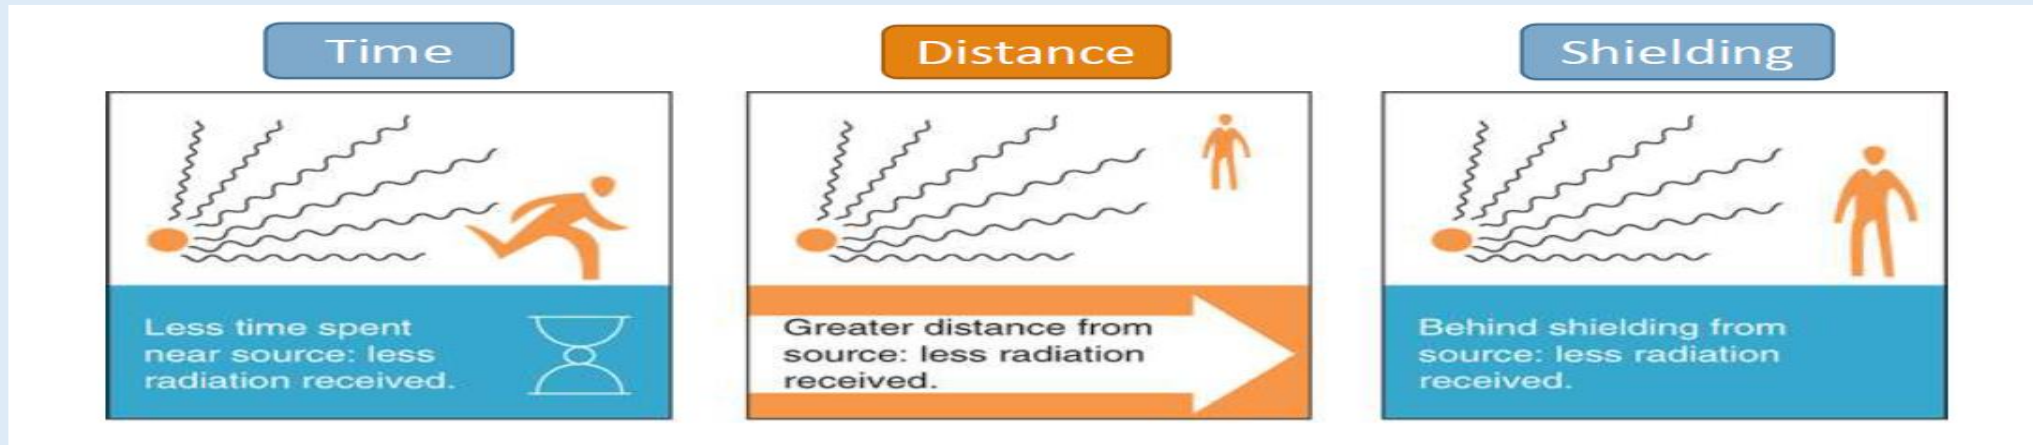 Time
Less time spent
near source: less
radiation received.
Distance
Greater distance from
source: less radiation
received.
Shielding
Behind shielding from
source: less radiation
received.